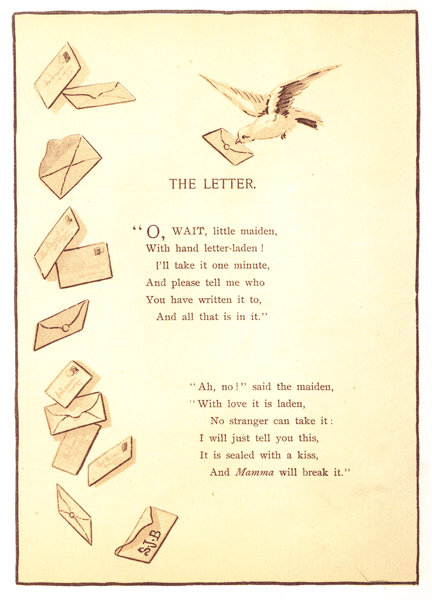 THE LETTER.
"O, WAIT, little maiden,
With hand letter-laden!
I'll take it one minute,
And please tell me who
You have written it to,
And all that is in it."
"Ah, no!" said the maiden,
"With love it is laden,
No stranger can take it:
I will just tell you this,
It is sealed with a kiss,
And Mamma will break it."
S.J.B